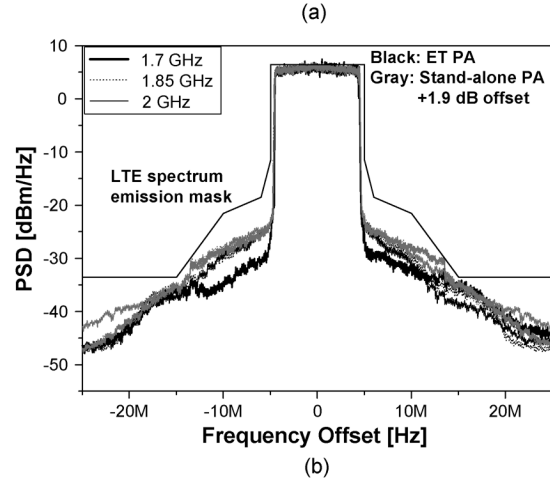 (a)
10
0
-10
-20
-30
-40
-50
PSD [dBm/Hz]
1.7 GHz
1.85 GHz
2 GHz
Black: ET PA
Gray: Stand-alone PA
+1.9 dB offset
LTE spectrum
emission mask
-20M
-10M
0
10M
20M
Frequency Offset [Hz]
(b)